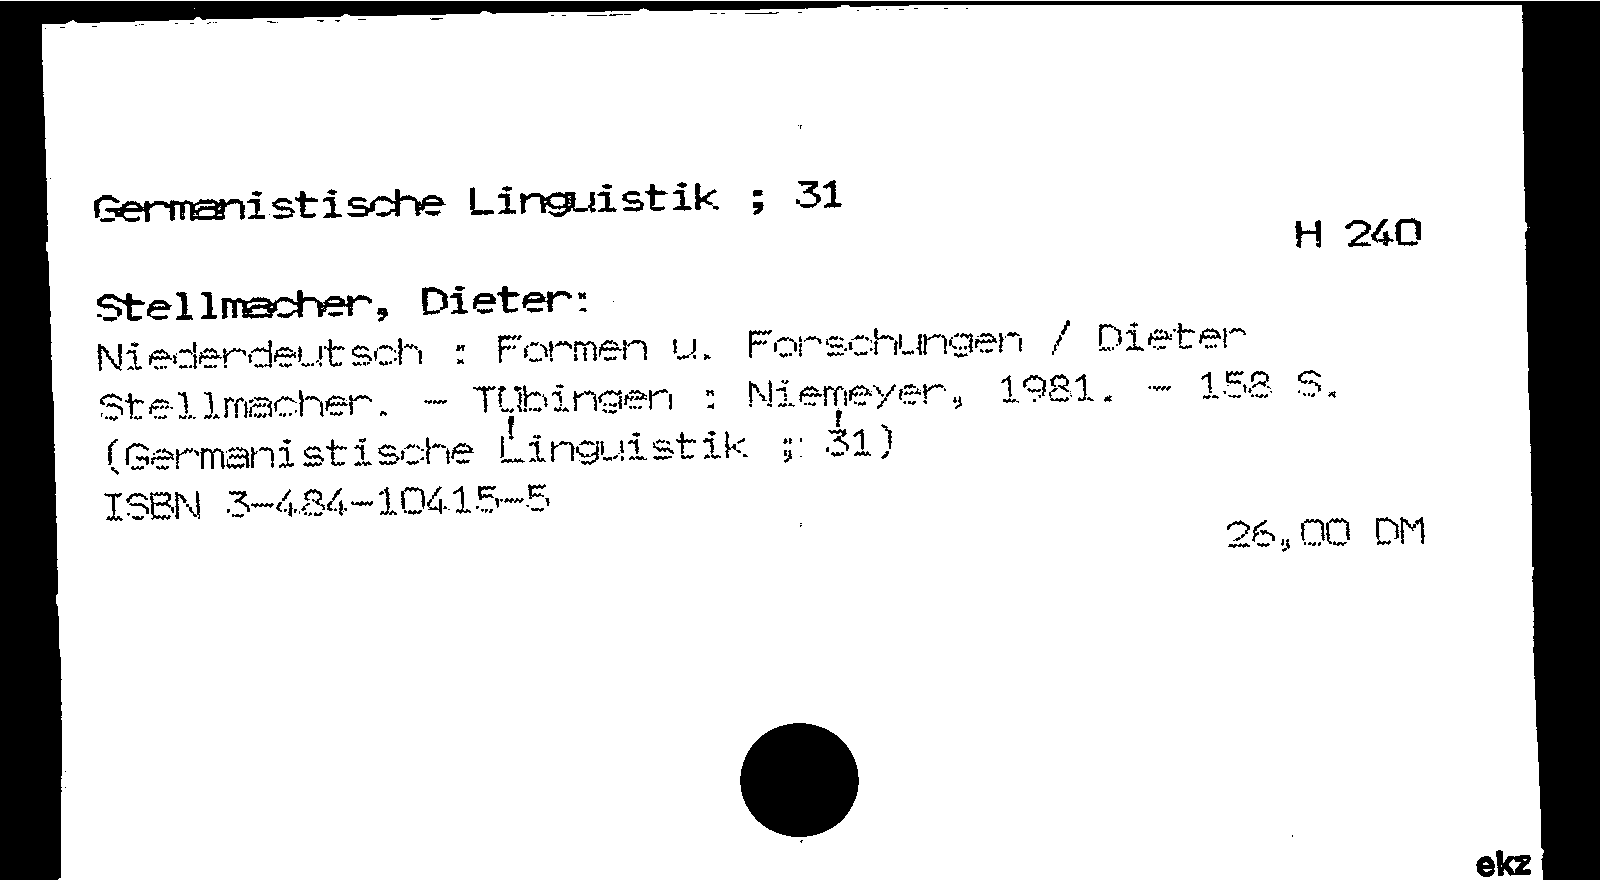 Germanistische Linguistik ; 31
H 240
Stellmacher, Dieter:
Niederdeutsch : Formen u. Forschungen / Dieter
Stellmacher. - Tübingen : Niemeyer, 1981. - 158 S.
(Germanistische Linguistik ; 31)
ISBN 3-484-10415-5
26,00 DM
ekz